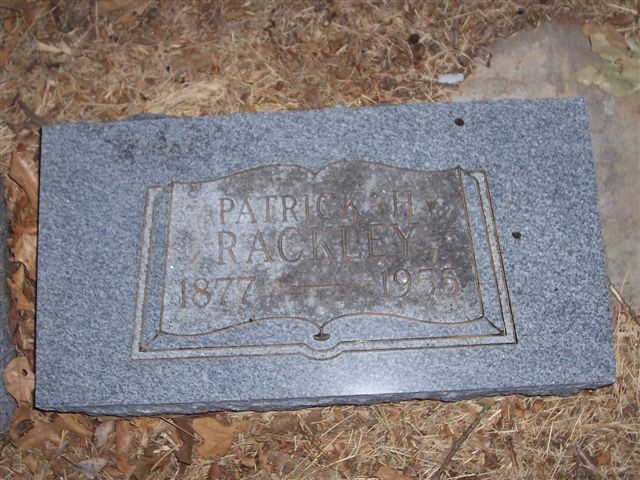 PATRICK H.
RACKLEY
1877 — 1955